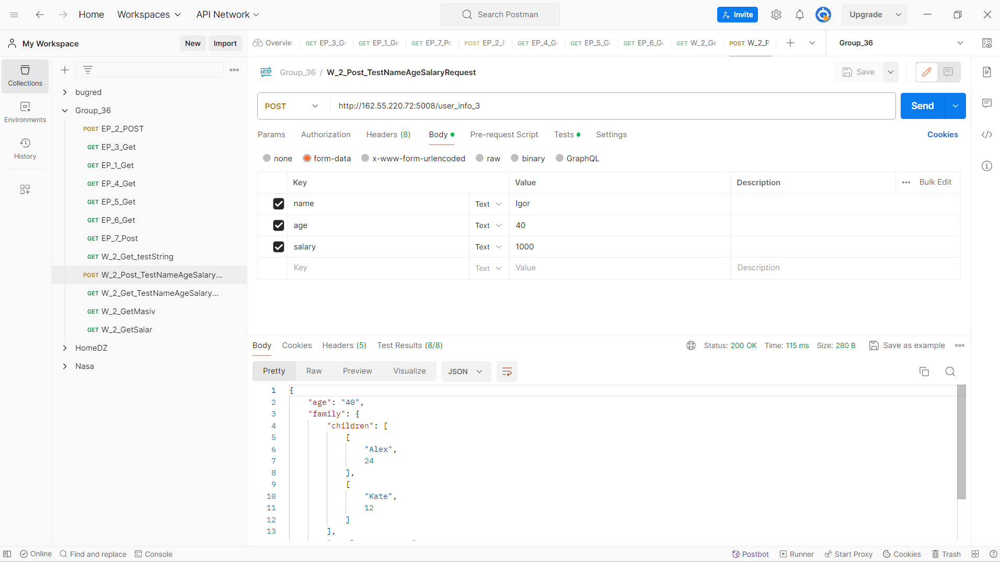 Home Workspaces API Network Search Postman Invite Upgrade
My Workspace New Import Overvie GET EP_3_G GET EP_1_Ge GET EP_7_Po POST EP_2_F GET EP_4_G GET EP_5_G GET EP_6_G GET W_2_Ge POST W_2_P Group_36
Collections
Environments
History
bugred
Group_36
POST EP_2_POST
GET EP_3_Get
GET EP_1_Get
GET EP_4_Get
GET EP_5_Get
GET EP_6_Get
GET EP_7_Post
GET W_2_Get_testString
POST W_2_Post_TestNameAgeSalary...
GET W_2_Get_TestNameAgeSalary...
GET W_2_GetMasiv
GET W_2_GetSalar
HomeDZ
Nasa
HTTP Group_36 / W_2_Post_TestNameAgeSalaryRequest Save
POST http://162.55.220.72:5008/user_info_3 Send
Params Authorization Headers (8) Body Pre-request Script Tests Settings Cookies
none form-data x-www-form-urlencoded raw binary GraphQL
Key Value Description Bulk Edit
name Text Igor
age Text 40
salary Text 1000
Key Text Value Description
Body Cookies Headers (5) Test Results (8/8) Status: 200 OK Time: 115 ms Size: 280 B Save as example
Pretty Raw Preview Visualize JSON
1 {
2 "age": "40",
3 "family": {
4 "children": [
5 [
6 "Alex",
7 24
8 ],
9 [
10 "Kate",
11 12
12 ]
13 ],
Online Find and replace Console Postbot Runner Start Proxy Cookies Trash